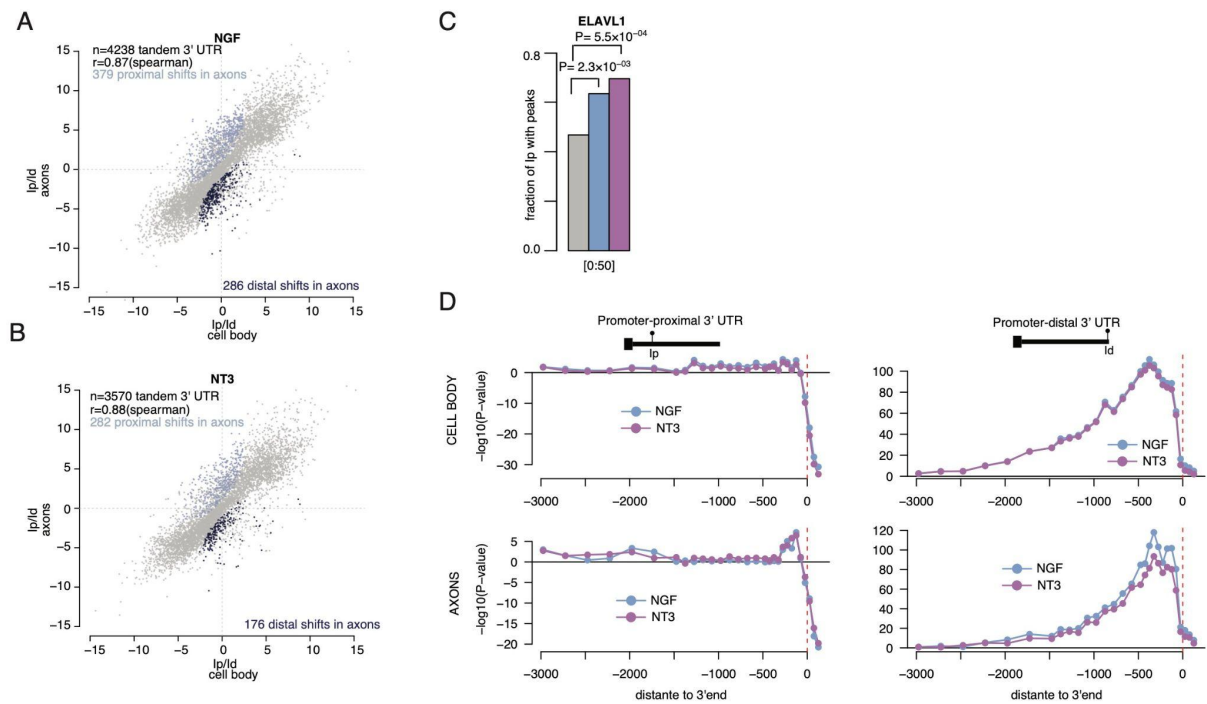 A
NGF
n=4238 tandem 3' UTR
r=0.87(spearman)
379 proximal shifts in axons
15
10
5
0
−5
−10
−15
Ip/Id
axons
286 distal shifts in axons
−15 −10 −5 0 5 10 15
Ip/Id
cell body
B
NT3
n=3570 tandem 3' UTR
r=0.88(spearman)
282 proximal shifts in axons
15
10
5
0
−5
−10
−15
Ip/Id
axons
176 distal shifts in axons
−15 −10 −5 0 5 10 15
Ip/Id
cell body
C
ELAVL1
P= 5.5×10⁻⁰⁴
P= 2.3×10⁻⁰³
0.8
0.0
fraction of Ip with peaks
[0:50]
D
Promoter-proximal 3' UTR
Ip
CELL BODY
−log10(P−value)
0
−10
−20
−30
NGF
NT3
−3000 −2000 −1000 −500 0
Promoter-distal 3' UTR
Id
100
80
60
40
20
0
NGF
NT3
−3000 −2000 −1000 −500 0
AXONS
−log10(P−value)
5
0
−5
−10
−15
−20
NGF
NT3
−3000 −2000 −1000 −500 0
distante to 3'end
120
100
80
60
40
20
0
NGF
NT3
−3000 −2000 −1000 −500 0
distante to 3'end